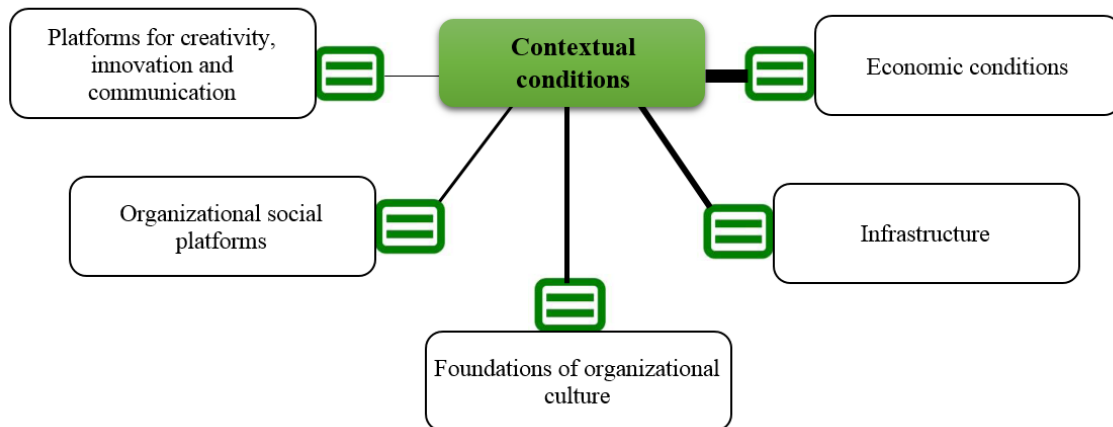 Platforms for creativity,
innovation and
communication
Contextual
conditions
Economic conditions
Organizational social
platforms
Infrastructure
Foundations of organizational
culture